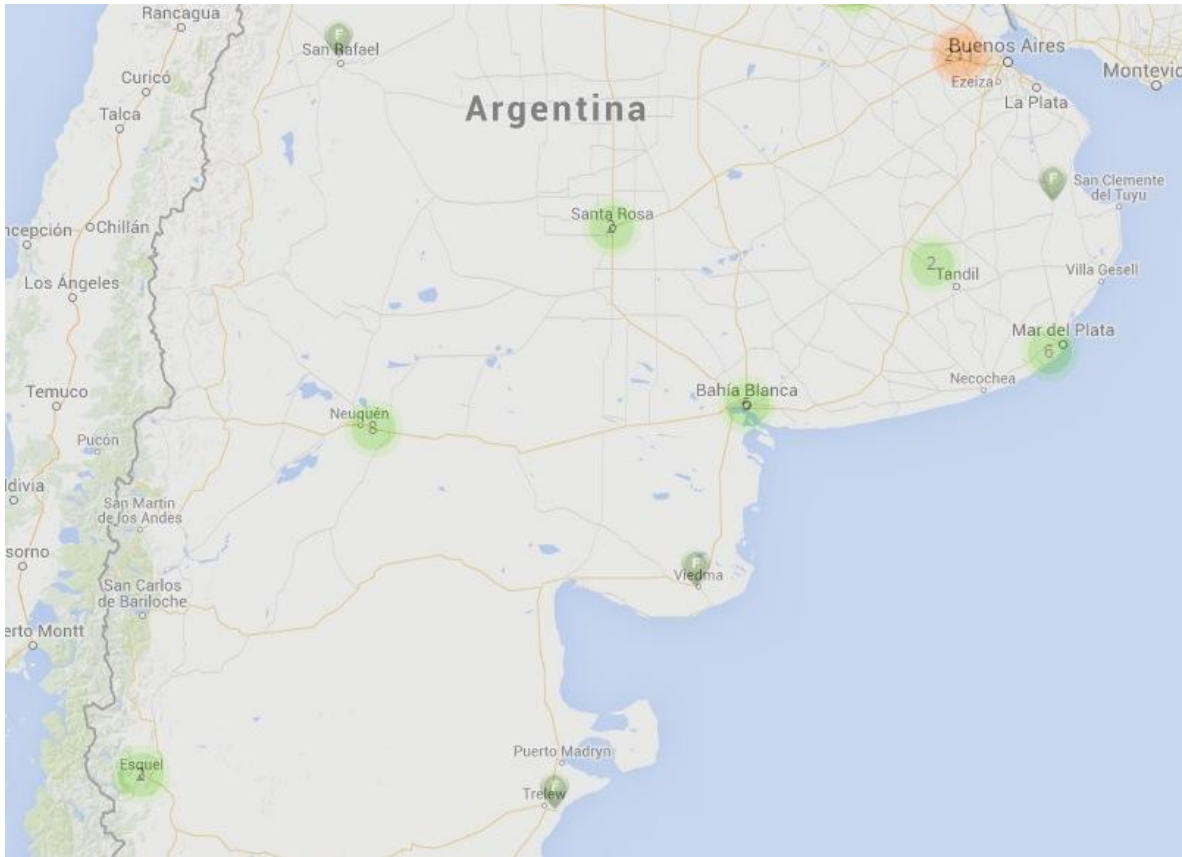 Rancagua
San Rafael
F
Buenos Aires
Curicó
Ezeiza
Montevid
Talca
Argentina
La Plata
F
San Clemente
del Tuyu
Santa Rosa
ncepción
Chillán
2
Tandil
Villa Gesell
Los Ángeles
Mar del Plata
6
Temuco
Bahía Blanca
Necochea
Neuquén
8
Pucón
ldivia
San Martin
de los Andes
sorno
F
Viedma
San Carlos
de Bariloche
erto Montt
Puerto Madryn
Esquel
F
Trelew